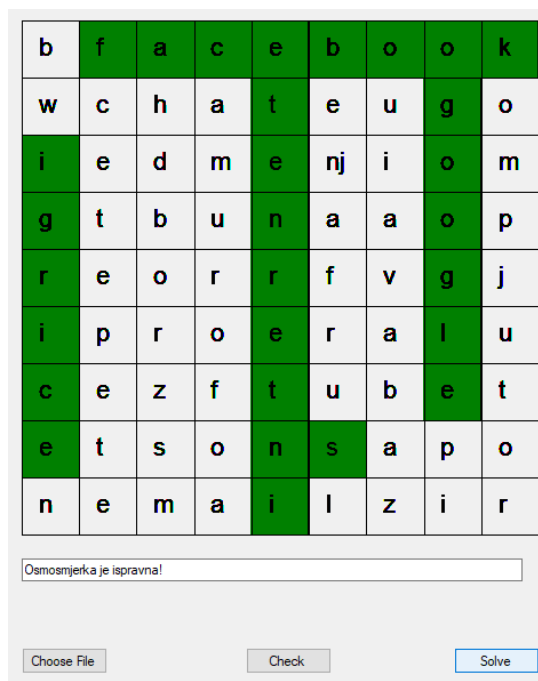 b f a c e b o o k
w c h a t e u g o
i e d m e nj i o m
g t b u n a a o p
r e o r r f v g j
i p r o e r a l u
c e z f t u b e t
e t s o n s a p o
n e m a i l z i r
Osmosmjerka je ispravna!
Choose File Check Solve